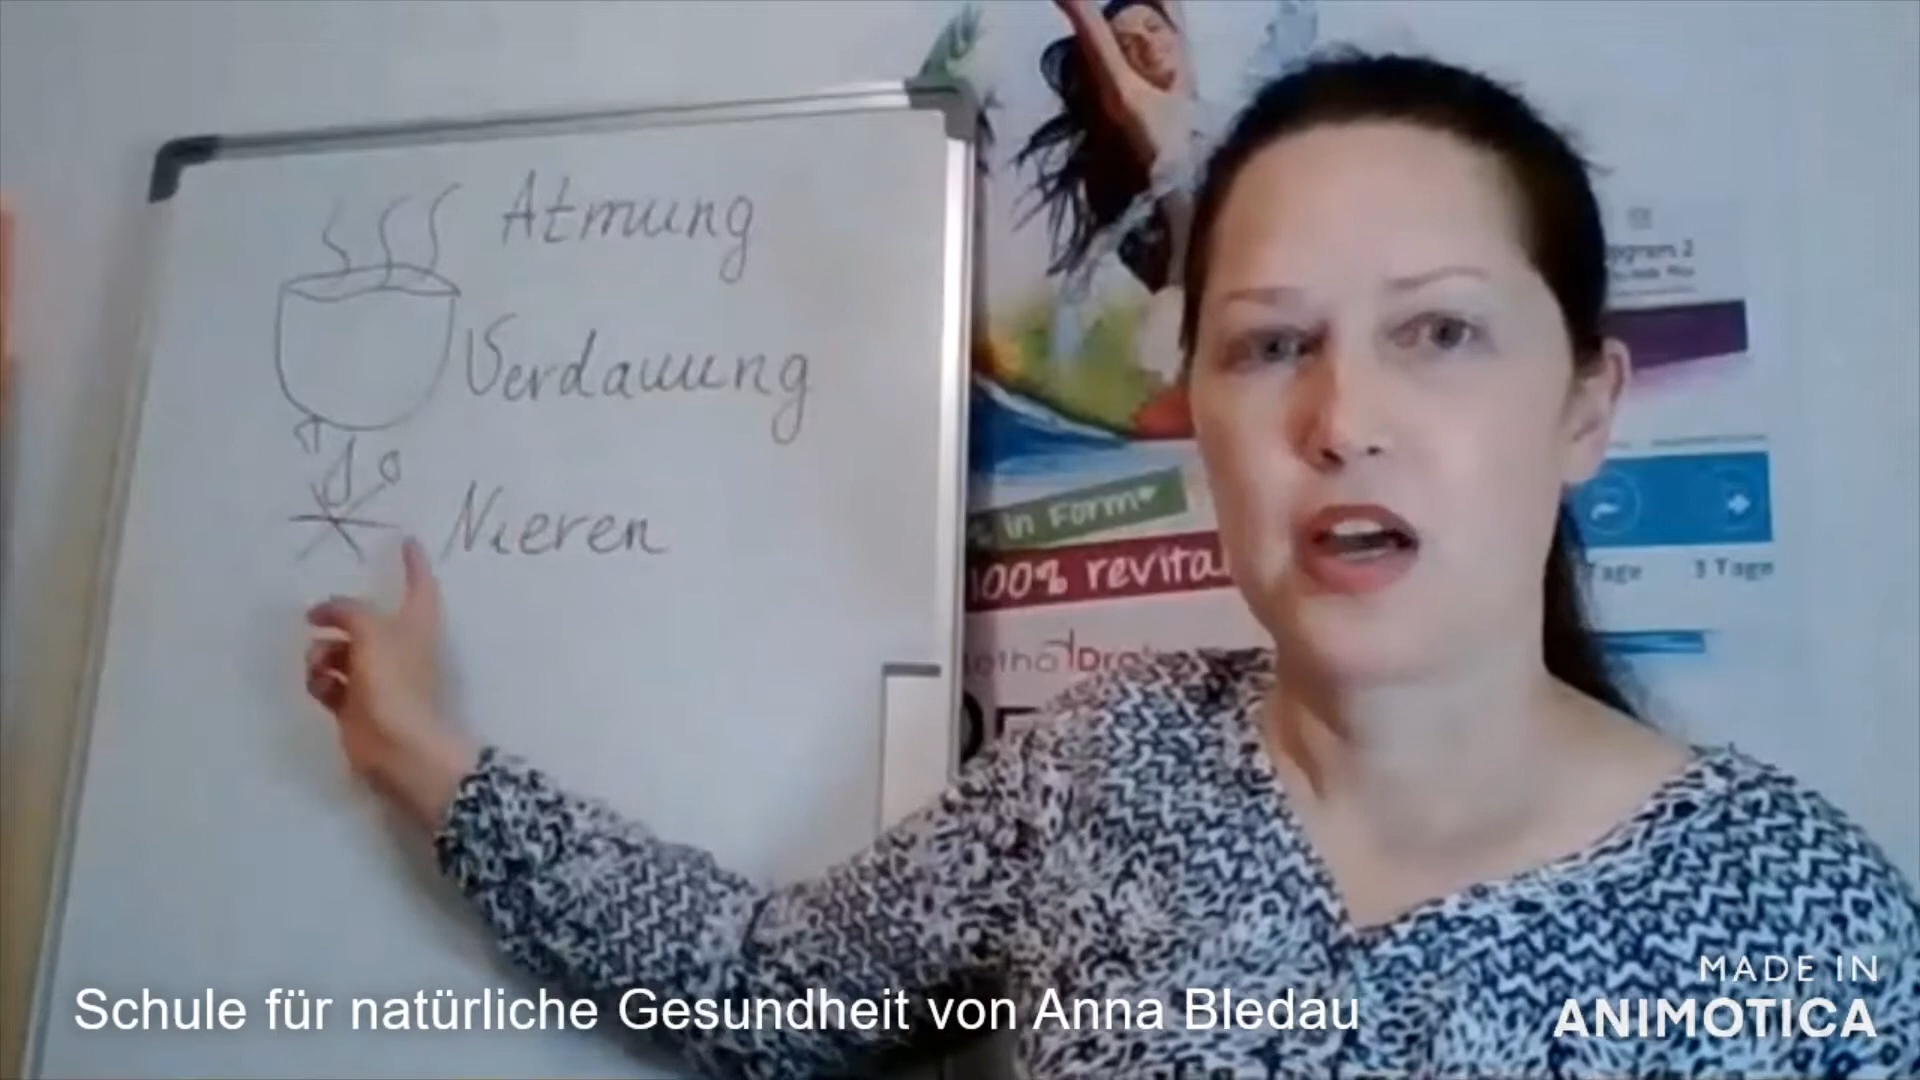 Atmung
Verdauung
Nieren
in Form
100% revita
Tage
3 Tage
Schule für natürliche Gesundheit von Anna Bledau
MADE IN
ANIMOTICA